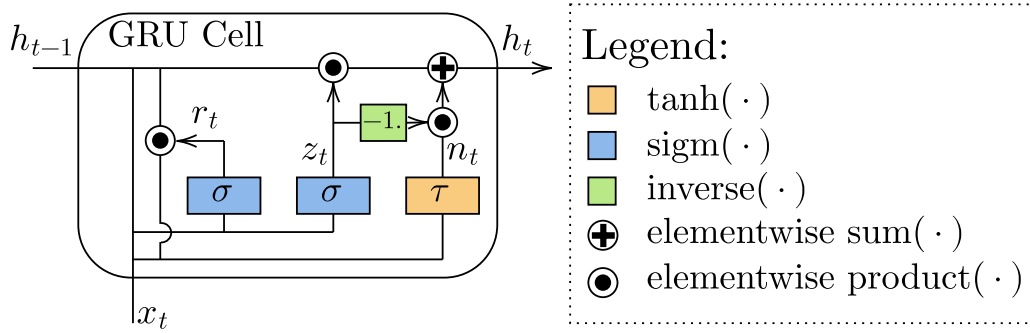 GRU Cell
h_{t−1}
h_t
r_t
−1.
z_t
n_t
σ
σ
τ
x_t
Legend:
tanh( · )
sigm( · )
inverse( · )
elementwise sum( · )
elementwise product( · )